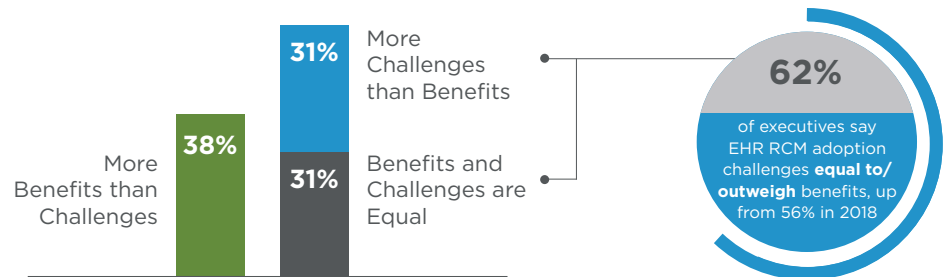 More
Benefits than
Challenges
38%
31%
More
Challenges
than Benefits
31%
Benefits and
Challenges are
Equal
62%
of executives say
EHR RCM adoption
challenges equal to/
outweigh benefits, up
from 56% in 2018